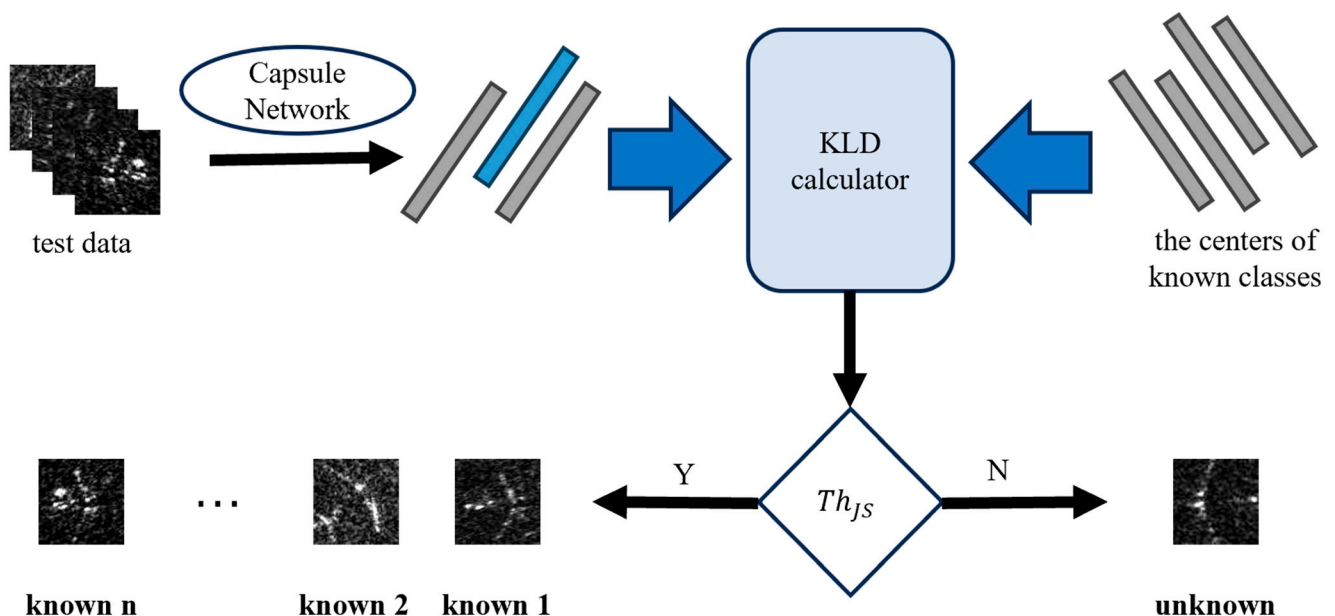 Capsule
Network
test data
KLD
calculator
the centers of
known classes
Y
N
Th_JS
...
known n
known 2
known 1
unknown